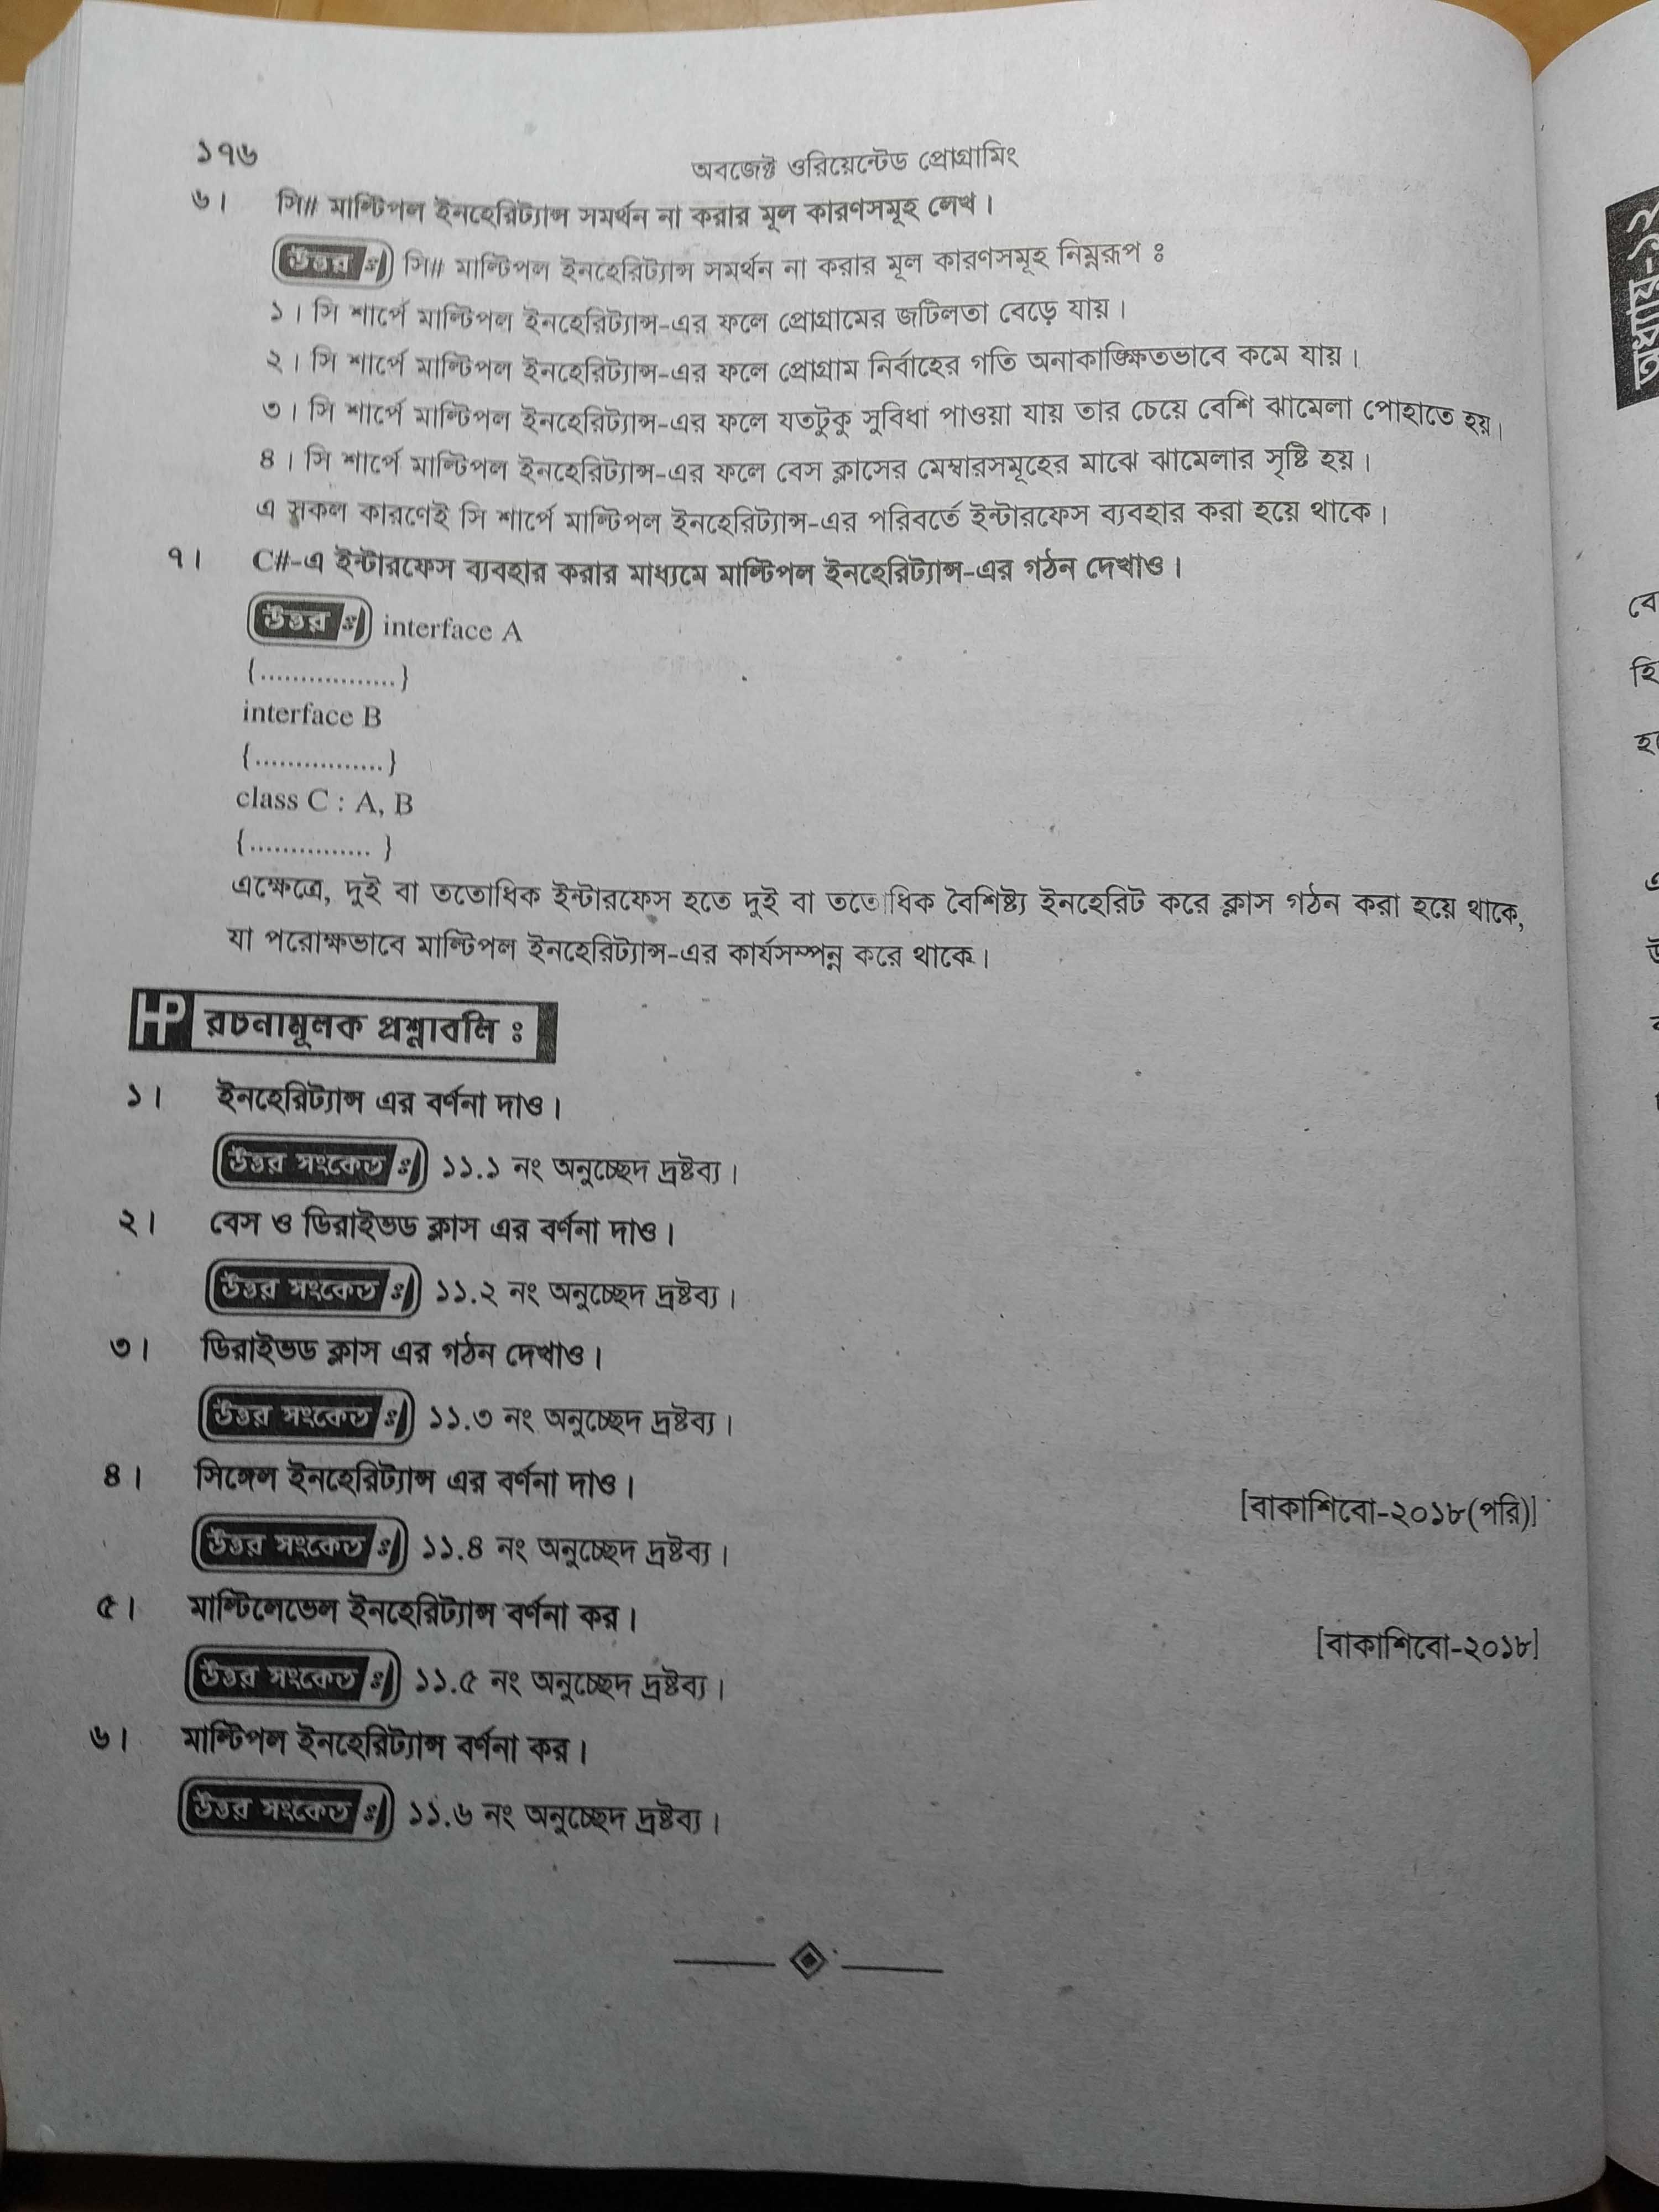 ১৭৬
অবজেক্ট ওরিয়েন্টেড প্রোগ্রামিং
৬। সি# মাল্টিপল ইনহেরিট্যান্স সমর্থন না করার মূল কারণসমূহ লেখ।
উত্তর ঃ সি# মাল্টিপল ইনহেরিট্যান্স সমর্থন না করার মূল কারণসমূহ নিম্নরূপ ঃ
১। সি শার্পে মাল্টিপল ইনহেরিট্যান্স-এর ফলে প্রোগ্রামের জটিলতা বেড়ে যায়।
২। সি শার্পে মাল্টিপল ইনহেরিট্যান্স-এর ফলে প্রোগ্রাম নির্বাহের গতি অনাকাঙ্ক্ষিতভাবে কমে যায়।
৩। সি শার্পে মাল্টিপল ইনহেরিট্যান্স-এর ফলে যতটুকু সুবিধা পাওয়া যায় তার চেয়ে বেশি ঝামেলা পোহাতে হয়।
৪। সি শার্পে মাল্টিপল ইনহেরিট্যান্স-এর ফলে বেস ক্লাসের মেম্বারসমূহের মাঝে ঝামেলার সৃষ্টি হয়।
এ সকল কারণেই সি শার্পে মাল্টিপল ইনহেরিট্যান্স-এর পরিবর্তে ইন্টারফেস ব্যবহার করা হয়ে থাকে।
৭। C#-এ ইন্টারফেস ব্যবহার করার মাধ্যমে মাল্টিপল ইনহেরিট্যান্স-এর গঠন দেখাও।
উত্তর ঃ interface A
{.................}
interface B
{................}
class C : A, B
{............... }
এক্ষেত্রে, দুই বা ততোধিক ইন্টারফেস হতে দুই বা ততোধিক বৈশিষ্ট্য ইনহেরিট করে ক্লাস গঠন করা হয়ে থাকে,
যা পরোক্ষভাবে মাল্টিপল ইনহেরিট্যান্স-এর কার্যসম্পন্ন করে থাকে।
HP রচনামূলক প্রশ্নাবলি ঃ
১। ইনহেরিট্যান্স এর বর্ণনা দাও।
উত্তর সংকেত ঃ ১১.১ নং অনুচ্ছেদ দ্রষ্টব্য।
২। বেস ও ডিরাইভড ক্লাস এর বর্ণনা দাও।
উত্তর সংকেত ঃ ১১.২ নং অনুচ্ছেদ দ্রষ্টব্য।
৩। ডিরাইভড ক্লাস এর গঠন দেখাও।
উত্তর সংকেত ঃ ১১.৩ নং অনুচ্ছেদ দ্রষ্টব্য।
৪। সিঙ্গেল ইনহেরিট্যান্স এর বর্ণনা দাও। [বাকাশিবো-২০১৮(পরি)]
উত্তর সংকেত ঃ ১১.৪ নং অনুচ্ছেদ দ্রষ্টব্য।
৫। মাল্টিলেভেল ইনহেরিট্যান্স বর্ণনা কর। [বাকাশিবো-২০১৮]
উত্তর সংকেত ঃ ১১.৫ নং অনুচ্ছেদ দ্রষ্টব্য।
৬। মাল্টিপল ইনহেরিট্যান্স বর্ণনা কর।
উত্তর সংকেত ঃ ১১.৬ নং অনুচ্ছেদ দ্রষ্টব্য।
অধ্যায়-১২